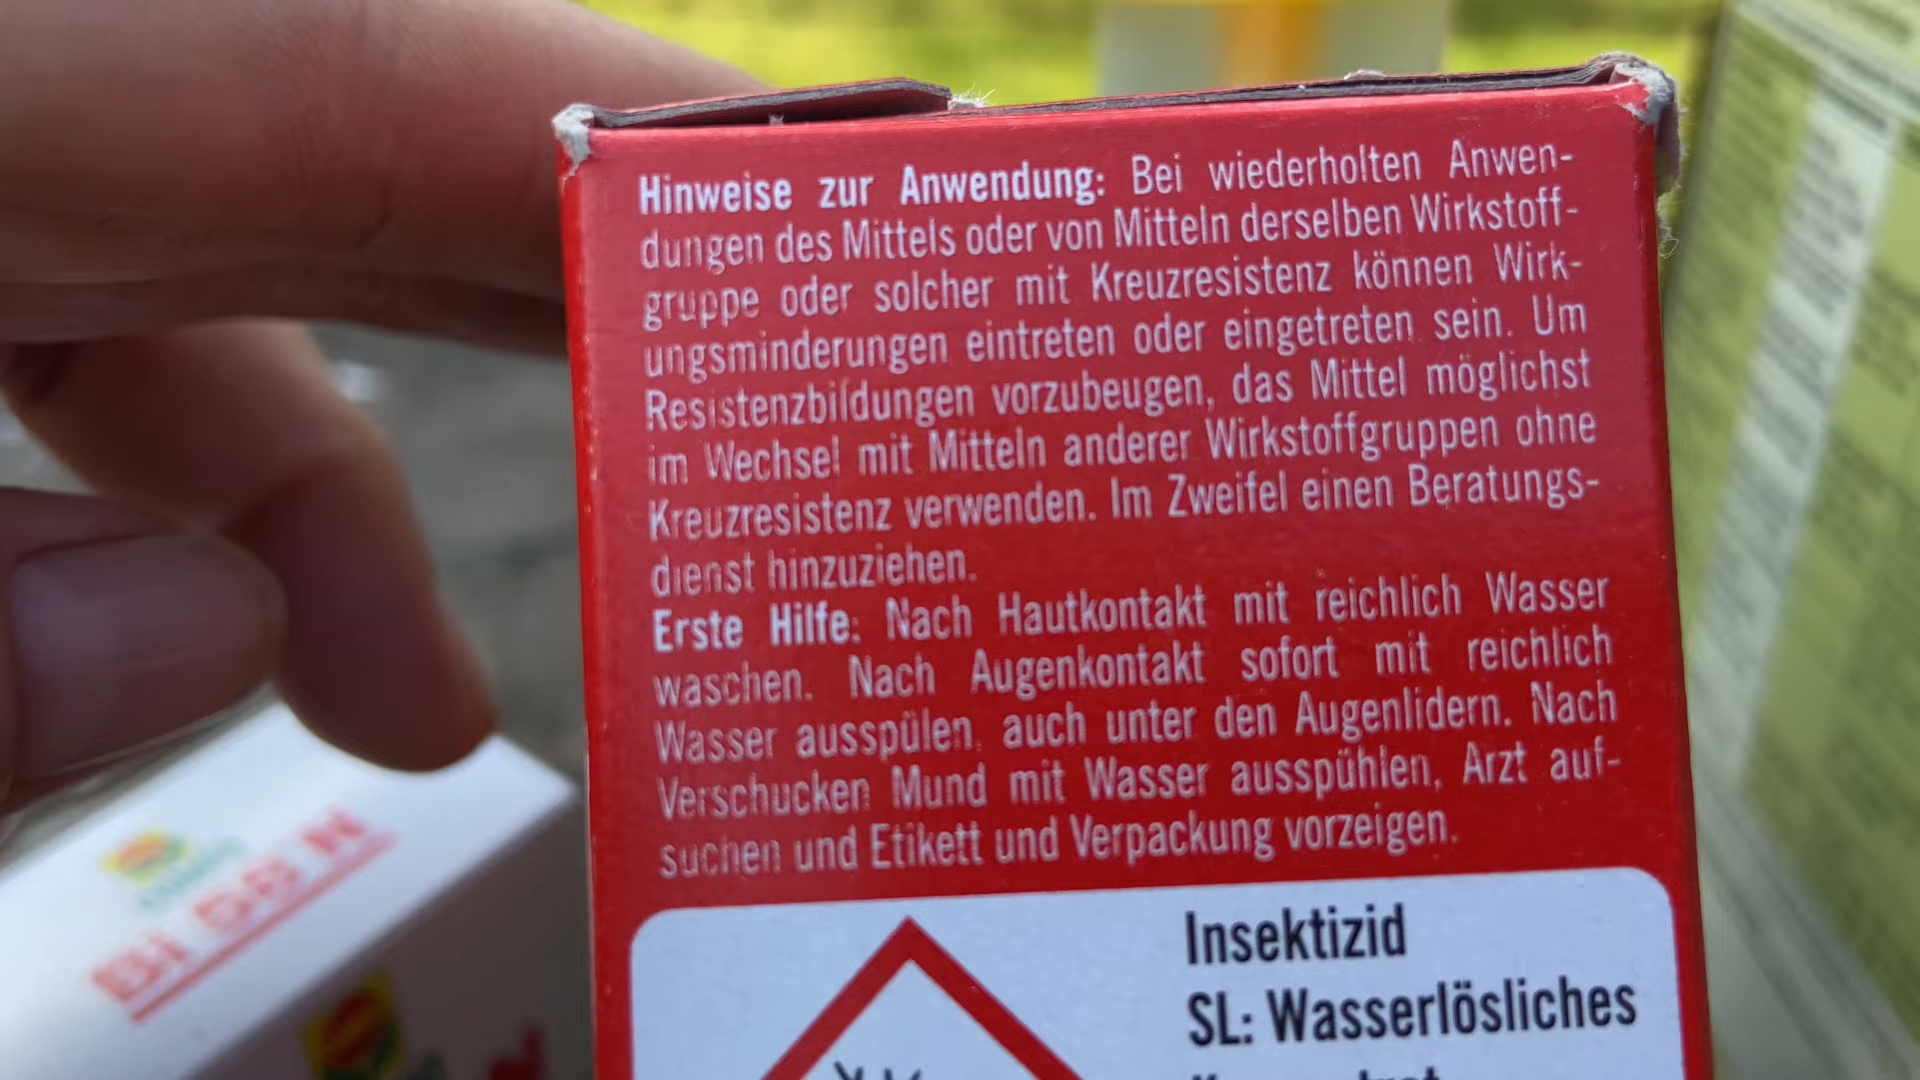 Hinweise zur Anwendung: Bei wiederholten Anwen-
dungen des Mittels oder von Mitteln derselben Wirkstoff-
gruppe oder solcher mit Kreuzresistenz können Wirk-
ungsminderungen eintreten oder eingetreten sein. Um
Resistenzbildungen vorzubeugen, das Mittel möglichst
im Wechsel mit Mitteln anderer Wirkstoffgruppen ohne
Kreuzresistenz verwenden. Im Zweifel einen Beratungs-
dienst hinzuziehen.
Erste Hilfe: Nach Hautkontakt mit reichlich Wasser
waschen. Nach Augenkontakt sofort mit reichlich
Wasser ausspülen, auch unter den Augenlidern. Nach
Verschucken Mund mit Wasser ausspühlen, Arzt auf-
suchen und Etikett und Verpackung vorzeigen.
Insektizid
SL: Wasserlösliches